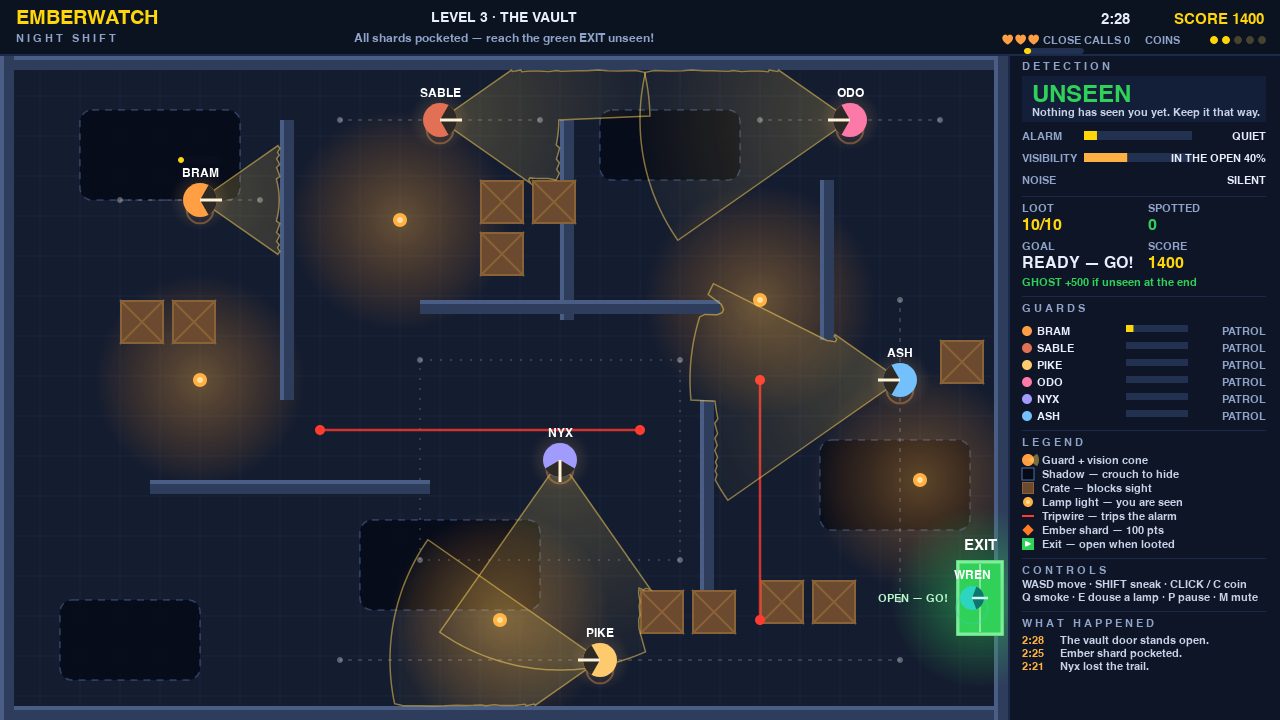 EMBERWATCH
NIGHT SHIFT
LEVEL 3 · THE VAULT
All shards pocketed — reach the green EXIT unseen!
2:28
SCORE 1400
CLOSE CALLS 0
COINS
SABLE
ODO
BRAM
ASH
NYX
PIKE
EXIT
WREN
OPEN — GO!
DETECTION
UNSEEN
Nothing has seen you yet. Keep it that way.
ALARM
QUIET
VISIBILITY
IN THE OPEN 40%
NOISE
SILENT
LOOT
SPOTTED
10/10
0
GOAL
SCORE
READY — GO!
1400
GHOST +500 if unseen at the end
GUARDS
BRAM
PATROL
SABLE
PATROL
PIKE
PATROL
ODO
PATROL
NYX
PATROL
ASH
PATROL
LEGEND
Guard + vision cone
Shadow — crouch to hide
Crate — blocks sight
Lamp light — you are seen
Tripwire — trips the alarm
Ember shard — 100 pts
Exit — open when looted
CONTROLS
WASD move · SHIFT sneak · CLICK / C coin
Q smoke · E douse a lamp · P pause · M mute
WHAT HAPPENED
2:28 The vault door stands open.
2:25 Ember shard pocketed.
2:21 Nyx lost the trail.